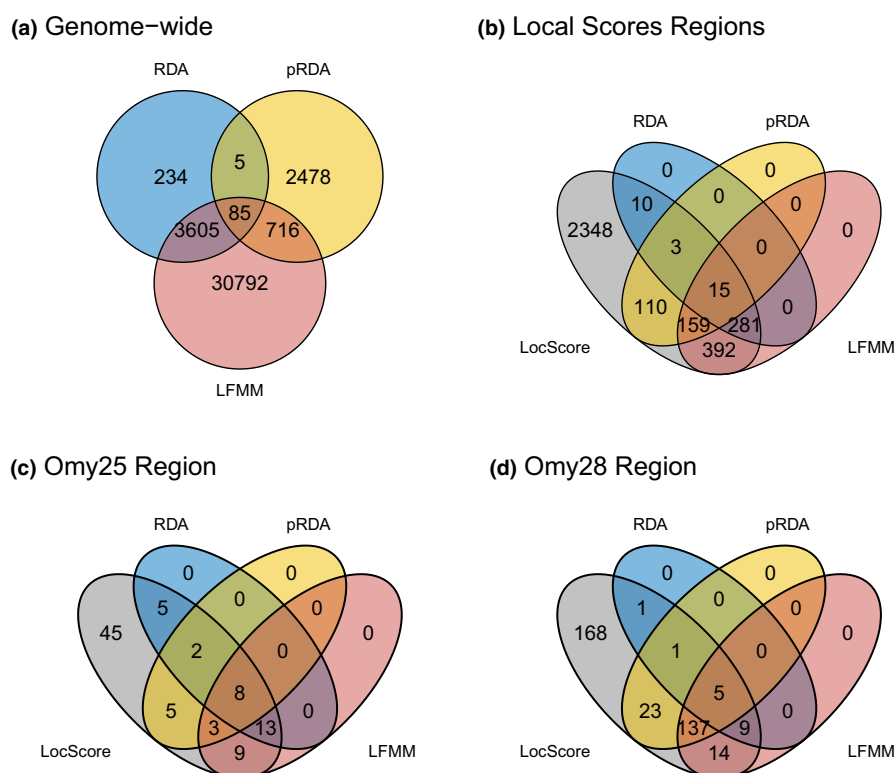 (a) Genome−wide
RDA
pRDA
234
5
2478
3605
85
716
30792
LFMM
(b) Local Scores Regions
RDA
pRDA
0
0
2348
10
0
0
0
3
0
15
110
0
159
281
392
LocScore
LFMM
(c) Omy25 Region
RDA
pRDA
0
0
45
5
0
0
0
2
0
8
5
0
3
13
9
LocScore
LFMM
(d) Omy28 Region
RDA
pRDA
0
0
168
1
0
0
0
1
0
5
23
0
137
9
14
LocScore
LFMM